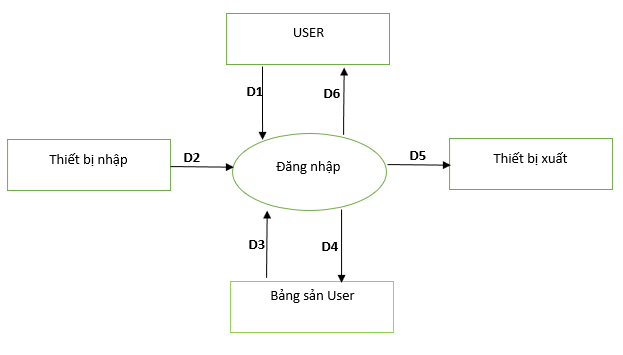 USER
D1
D6
Thiết bị nhập
D2
Đăng nhập
D5
Thiết bị xuất
D3
D4
Bảng sản User